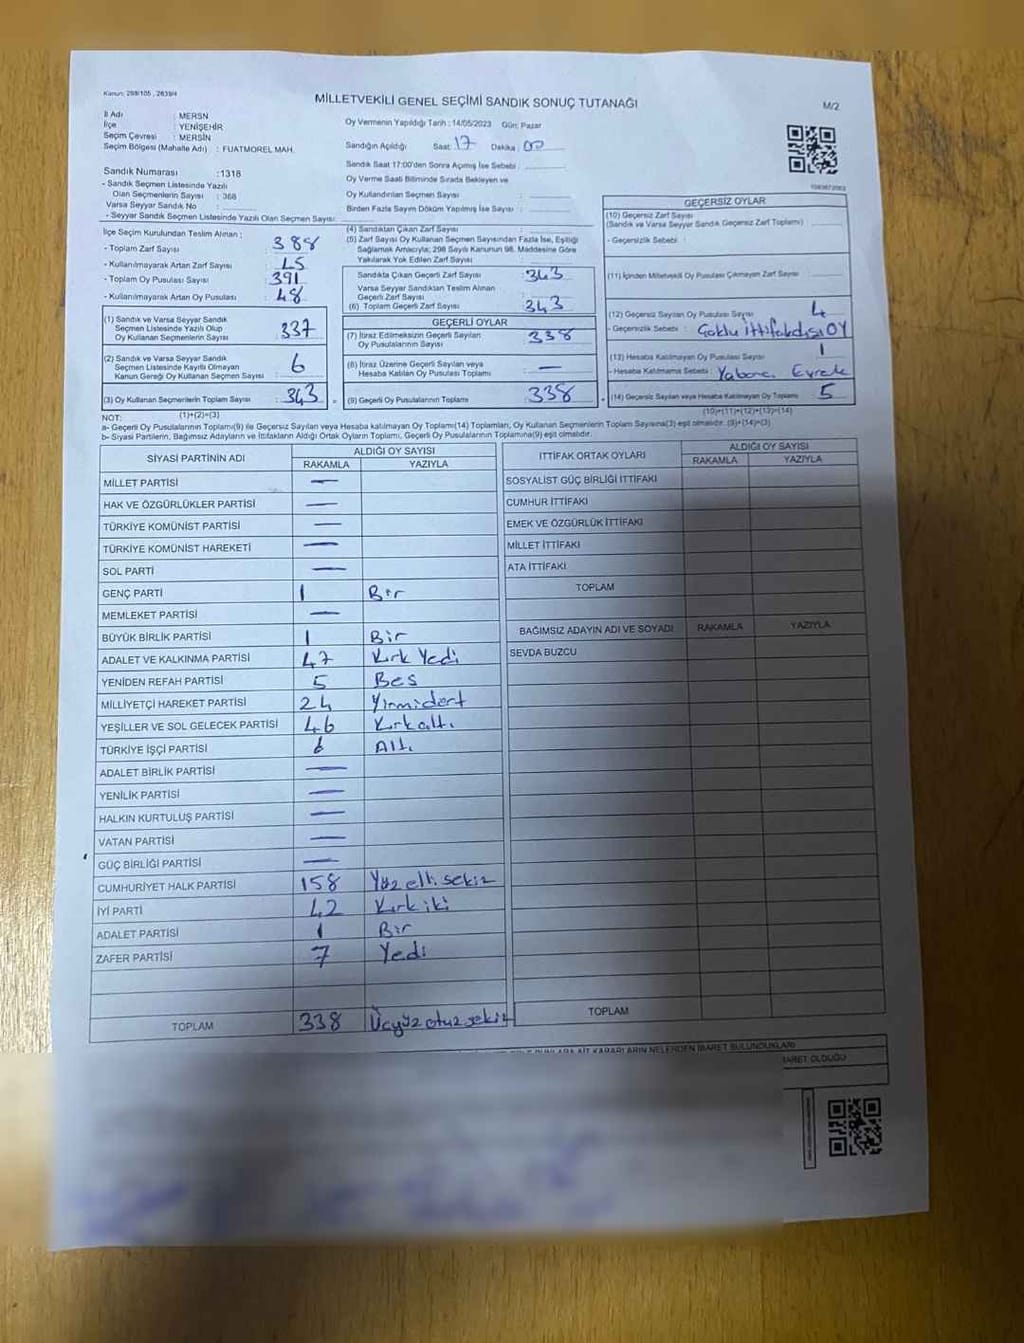 Kanun: 298/105 , 2839/4
MİLLETVEKİLİ GENEL SEÇİMİ SANDIK SONUÇ TUTANAĞI
M/2
İl Adı : MERSİN
İlçe : YENİŞEHİR
Seçim Çevresi : MERSİN
Seçim Bölgesi (Mahalle Adı) : FUATMOREL MAH.
Oy Vermenin Yapıldığı Tarih : 14/05/2023 Gün: Pazar
Sandığın Açıldığı Saat: 17 Dakika: 00
Sandık Saat 17:00'den Sonra Açılmış İse Sebebi :
Oy Verme Saati Bitiminde Sırada Bekleyen ve
Oy Kullandırılan Seçmen Sayısı :
Birden Fazla Sayım Döküm Yapılmış İse Sayısı :
Sandık Numarası : 1318
- Sandık Seçmen Listesinde Yazılı
Olan Seçmenlerin Sayısı : 368
Varsa Seyyar Sandık No :
- Seyyar Sandık Seçmen Listesinde Yazılı Olan Seçmen Sayısı:
İlçe Seçim Kurulundan Teslim Alınan :
- Toplam Zarf Sayısı 388
- Kullanılmayarak Artan Zarf Sayısı 45
- Toplam Oy Pusulası Sayısı 391
- Kullanılmayarak Artan Oy Pusulası 48
(1) Sandık ve Varsa Seyyar Sandık
Seçmen Listesinde Yazılı Olup
Oy Kullanan Seçmenlerin Sayısı : 337
(2) Sandık ve Varsa Seyyar Sandık
Seçmen Listesinde Kayıtlı Olmayan
Kanun Gereği Oy Kullanan Seçmen Sayısı : 6
(3) Oy Kullanan Seçmenlerin Toplam Sayısı : 343
(1)+(2)=(3)
(4) Sandıktan Çıkan Zarf Sayısı :
(5) Zarf Sayısı Oy Kullanan Seçmen Sayısından Fazla İse, Eşitliği
Sağlamak Amacıyla; 298 Sayılı Kanunun 98. Maddesine Göre
Yakılarak Yok Edilen Zarf Sayısı :
Sandıkta Çıkan Geçerli Zarf Sayısı : 343
Varsa Seyyar Sandıktan Teslim Alınan
Geçerli Zarf Sayısı :
(6) Toplam Geçerli Zarf Sayısı : 343
GEÇERLİ OYLAR
(7) İtiraz Edilmeksizin Geçerli Sayılan
Oy Pusulalarının Sayısı : 338
(8) İtiraz Üzerine Geçerli Sayılan veya
Hesaba Katılan Oy Pusulası Toplamı : —
(9) Geçerli Oy Pusulalarının Toplamı : 338
GEÇERSİZ OYLAR
(10) Geçersiz Zarf Sayısı
(Sandık ve Varsa Seyyar Sandık Geçersiz Zarf Toplamı) :
- Geçersizlik Sebebi :
(11) İçinden Milletvekili Oy Pusulası Çıkmayan Zarf Sayısı :
(12) Geçersiz Sayılan Oy Pusulası Sayısı : 4
- Geçersizlik Sebebi : Çoklu İttifakdışı OY
(13) Hesaba Katılmayan Oy Pusulası Sayısı : 1
- Hesaba Katılmama Sebebi : Yabancı Evrak
(14) Geçersiz Sayılan veya Hesaba Katılmayan Oy Toplamı : 5
(10)+(11)+(12)+(13)=(14)
NOT:
a- Geçerli Oy Pusulalarının Toplamı(9) ile Geçersiz Sayılan veya Hesaba katılmayan Oy Toplamı(14) Toplamları, Oy Kullanan Seçmenlerin Toplam Sayısına(3) eşit olmalıdır. (9)+(14)=(3)
b- Siyasi Partilerin, Bağımsız Adayların ve İttifakların Aldığı Ortak Oyların Toplamı, Geçerli Oy Pusulalarının Toplamına(9) eşit olmalıdır.
SİYASİ PARTİNİN ADI ALDIĞI OY SAYISI
RAKAMLA YAZIYLA
MİLLET PARTİSİ —
HAK VE ÖZGÜRLÜKLER PARTİSİ —
TÜRKİYE KOMÜNİST PARTİSİ —
TÜRKİYE KOMÜNİST HAREKETİ —
SOL PARTİ —
GENÇ PARTİ 1 Bir
MEMLEKET PARTİSİ —
BÜYÜK BİRLİK PARTİSİ 1 Bir
ADALET VE KALKINMA PARTİSİ 47 Kırk Yedi
YENİDEN REFAH PARTİSİ 5 Bes
MİLLİYETÇİ HAREKET PARTİSİ 24 Yirmidört
YEŞİLLER VE SOL GELECEK PARTİSİ 46 Kırkaltı
TÜRKİYE İŞÇİ PARTİSİ 6 Altı
ADALET BİRLİK PARTİSİ —
YENİLİK PARTİSİ —
HALKIN KURTULUŞ PARTİSİ —
VATAN PARTİSİ —
GÜÇ BİRLİĞİ PARTİSİ —
CUMHURİYET HALK PARTİSİ 158 Yüz elli sekiz
İYİ PARTİ 42 Kırk iki
ADALET PARTİSİ 1 Bir
ZAFER PARTİSİ 7 Yedi
TOPLAM 338 Üçyüz otuz sekiz
İTTİFAK ORTAK OYLARI ALDIĞI OY SAYISI
RAKAMLA YAZIYLA
SOSYALİST GÜÇ BİRLİĞİ İTTİFAKI
CUMHUR İTTİFAKI
EMEK VE ÖZGÜRLÜK İTTİFAKI
MİLLET İTTİFAKI
ATA İTTİFAKI
TOPLAM
BAĞIMSIZ ADAYIN ADI VE SOYADI RAKAMLA YAZIYLA
SEVDA BUZCU
TOPLAM
KARARLARIN NELERDEN İBARET BULUNDUKLARI
OLDUĞU